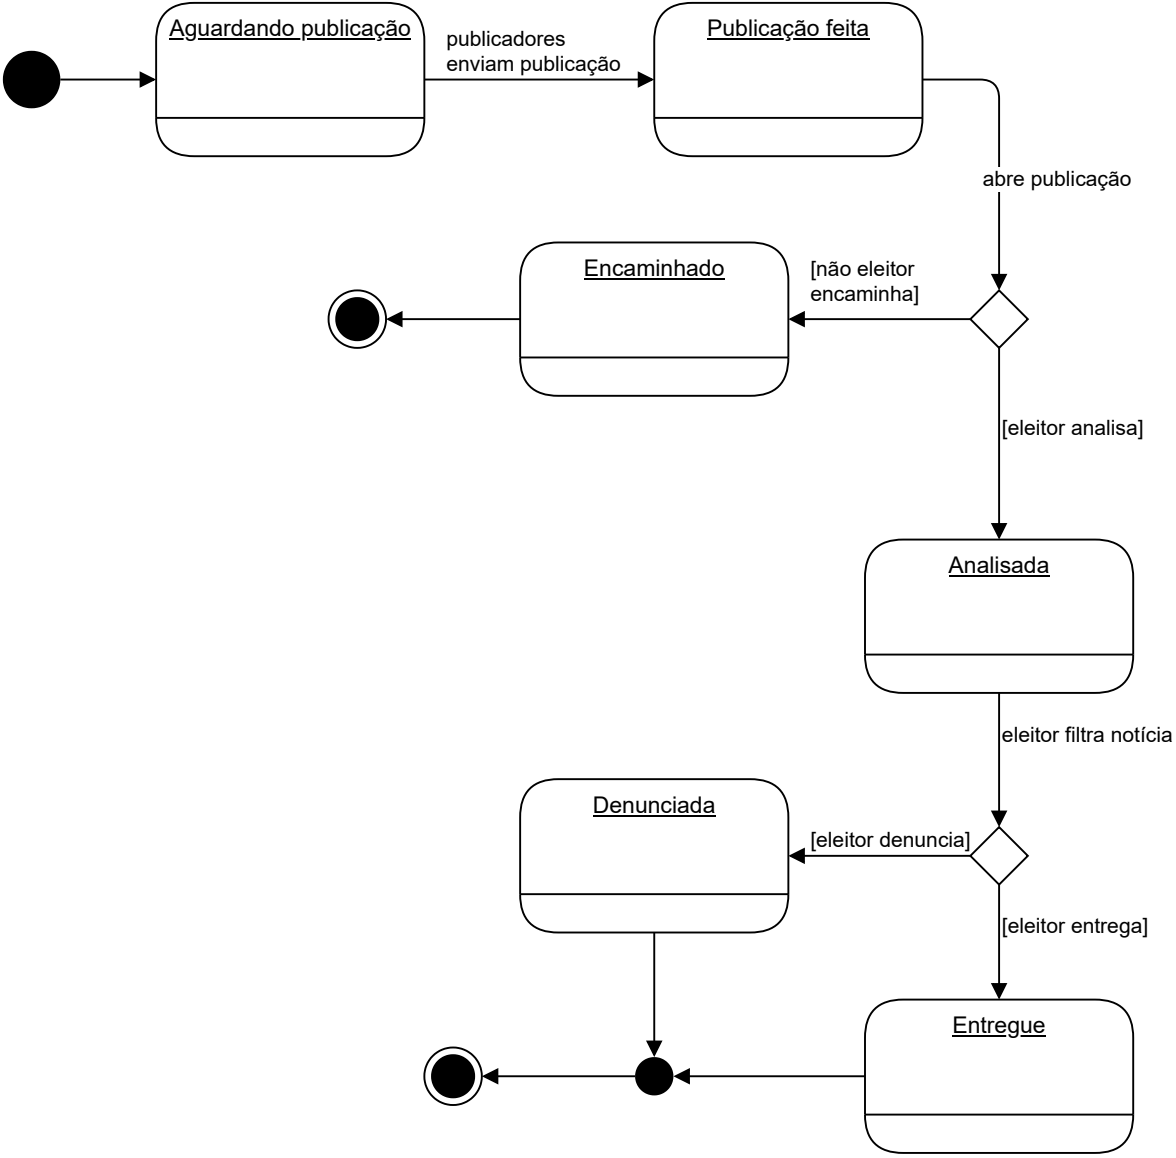 Aguardando publicação
publicadores
enviam publicação
Publicação feita
abre publicação
Encaminhado
[não eleitor
encaminha]
[eleitor analisa]
Analisada
eleitor filtra notícia
Denunciada
[eleitor denuncia]
[eleitor entrega]
Entregue